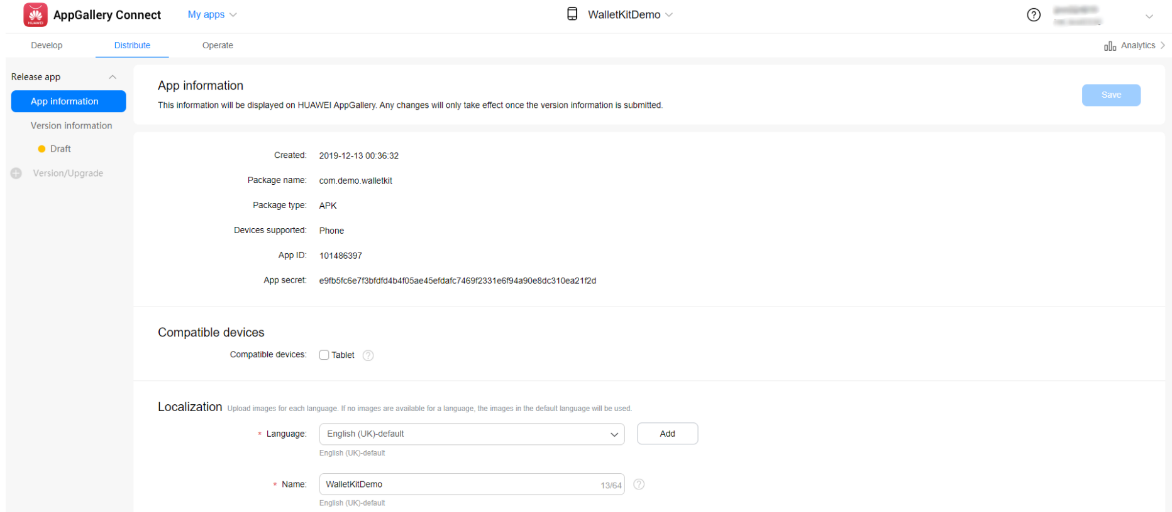 HUAWEI
AppGallery Connect
My apps
WalletKitDemo
Develop
Distribute
Operate
Analytics
Release app
App information
Version information
Draft
Version/Upgrade
App information
This information will be displayed on HUAWEI AppGallery. Any changes will only take effect once the version information is submitted.
Save
Created: 2019-12-13 00:36:32
Package name: com.demo.walletkit
Package type: APK
Devices supported: Phone
App ID: 101486397
App secret: e9fb5fc6e7f3bfdfd4b4f05ae45efdafc7469f2331e6f94a90e8dc310ea21f2d
Compatible devices
Compatible devices: Tablet ?
Localization Upload images for each language. If no images are available for a language, the images in the default language will be used.
* Language: English (UK)-default Add
English (UK)-default
* Name: WalletKitDemo 13/64 ?
English (UK)-default